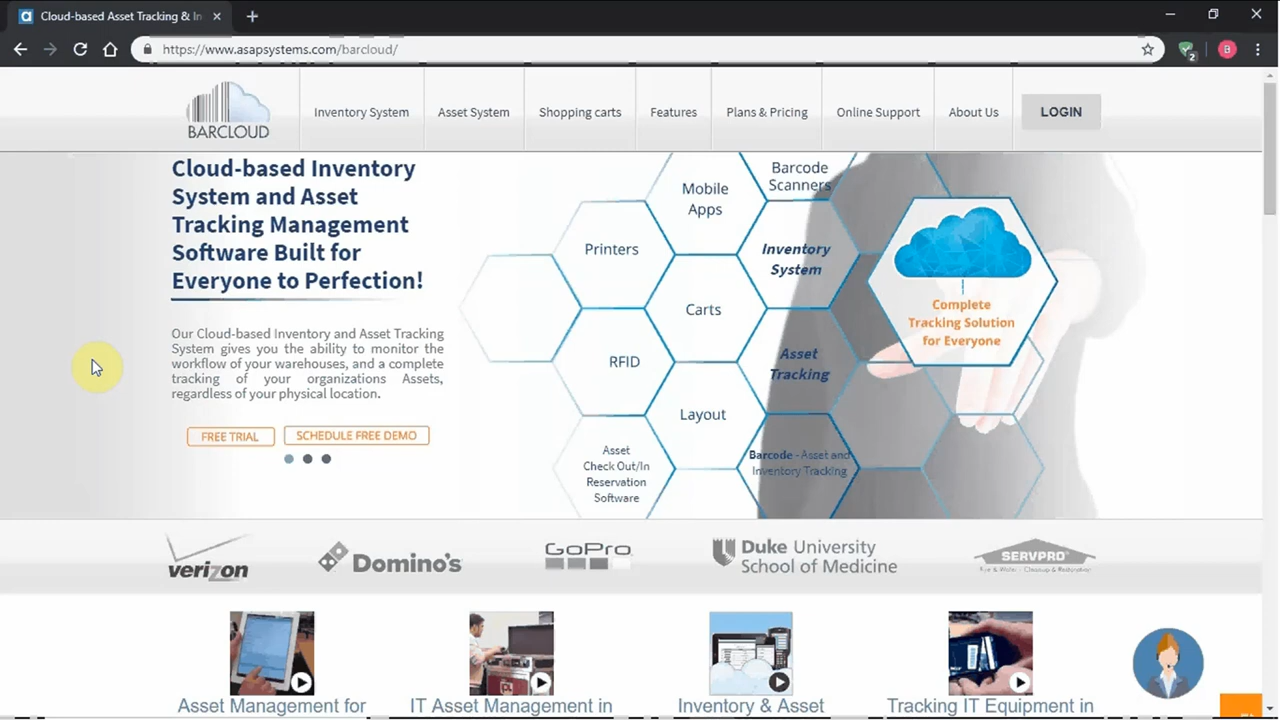 Cloud-based Asset Tracking & In
https://www.asapsystems.com/barcloud/
2
B
BARCLOUD
Inventory System
Asset System
Shopping carts
Features
Plans & Pricing
Online Support
About Us
LOGIN
Cloud-based Inventory
System and Asset
Tracking Management
Software Built for
Everyone to Perfection!
Our Cloud-based Inventory and Asset Tracking
System gives you the ability to monitor the
workflow of your warehouses, and a complete
tracking of your organizations Assets,
regardless of your physical location.
FREE TRIAL
SCHEDULE FREE DEMO
Mobile
Apps
Barcode
Scanners
Printers
Inventory
System
Carts
RFID
Asset
Tracking
Layout
Asset
Check Out/In
Reservation
Software
Barcode - Asset and
Inventory Tracking
Complete
Tracking Solution
for Everyone
verizon
Domino's
GoPro
Duke University
School of Medicine
SERVPRO
Fire & Water - Cleanup & Restoration
Asset Management for
IT Asset Management in
Inventory & Asset
Tracking IT Equipment in